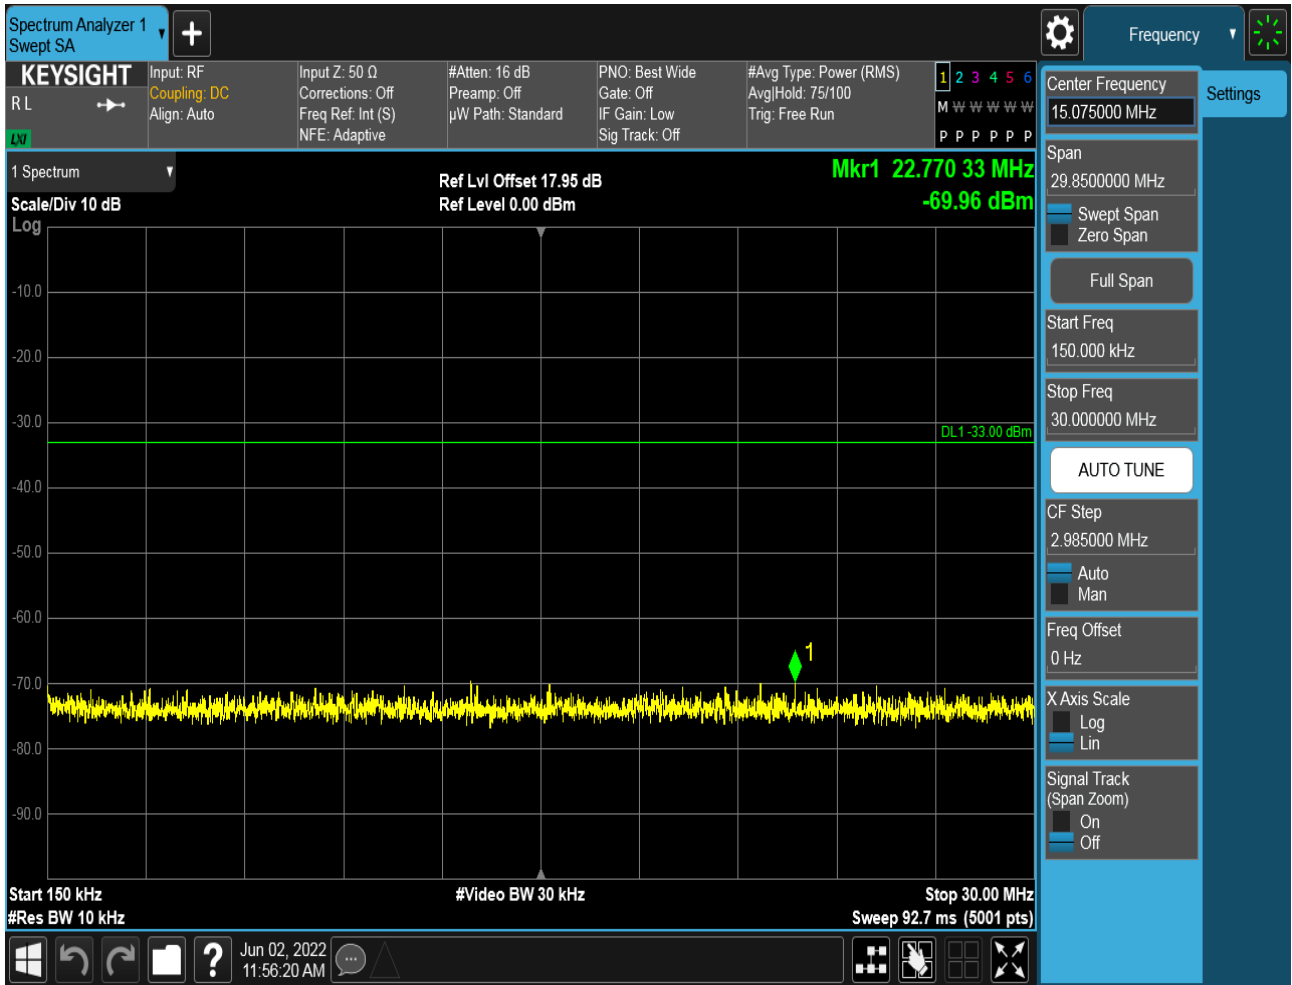 Spectrum Analyzer 1
Swept SA
+
Frequency
KEYSIGHT
R L
LXI
Input: RF
Coupling: DC
Align: Auto
Input Z: 50 Ω
Corrections: Off
Freq Ref: Int (S)
NFE: Adaptive
#Atten: 16 dB
Preamp: Off
µW Path: Standard
PNO: Best Wide
Gate: Off
IF Gain: Low
Sig Track: Off
#Avg Type: Power (RMS)
Avg|Hold: 75/100
Trig: Free Run
1 2 3 4 5 6
M W W W W W
P P P P P P
1 Spectrum
Scale/Div 10 dB
Log
Ref Lvl Offset 17.95 dB
Ref Level 0.00 dBm
Mkr1 22.770 33 MHz
-69.96 dBm
-10.0
-20.0
-30.0
DL1 -33.00 dBm
-40.0
-50.0
-60.0
1
-70.0
-80.0
-90.0
Start 150 kHz
#Res BW 10 kHz
#Video BW 30 kHz
Stop 30.00 MHz
Sweep 92.7 ms (5001 pts)
?
Jun 02, 2022
11:56:20 AM
Center Frequency
15.075000 MHz
Settings
Span
29.8500000 MHz
Swept Span
Zero Span
Full Span
Start Freq
150.000 kHz
Stop Freq
30.000000 MHz
AUTO TUNE
CF Step
2.985000 MHz
Auto
Man
Freq Offset
0 Hz
X Axis Scale
Log
Lin
Signal Track
(Span Zoom)
On
Off